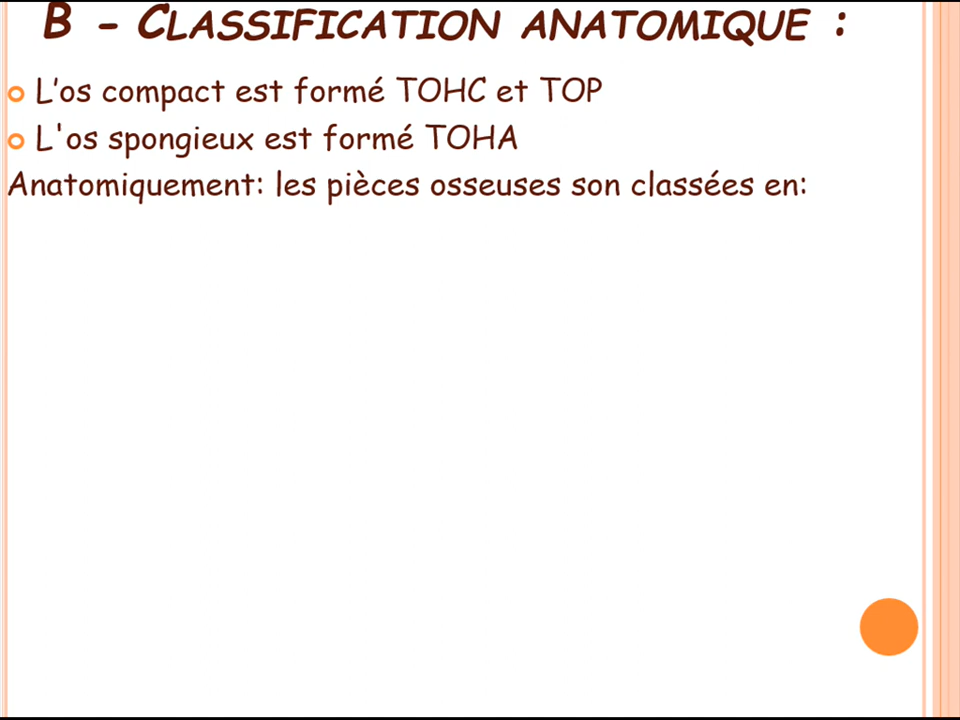 B - CLASSIFICATION ANATOMIQUE :
L'os compact est formé TOHC et TOP
L'os spongieux est formé TOHA
Anatomiquement: les pièces osseuses son classées en: